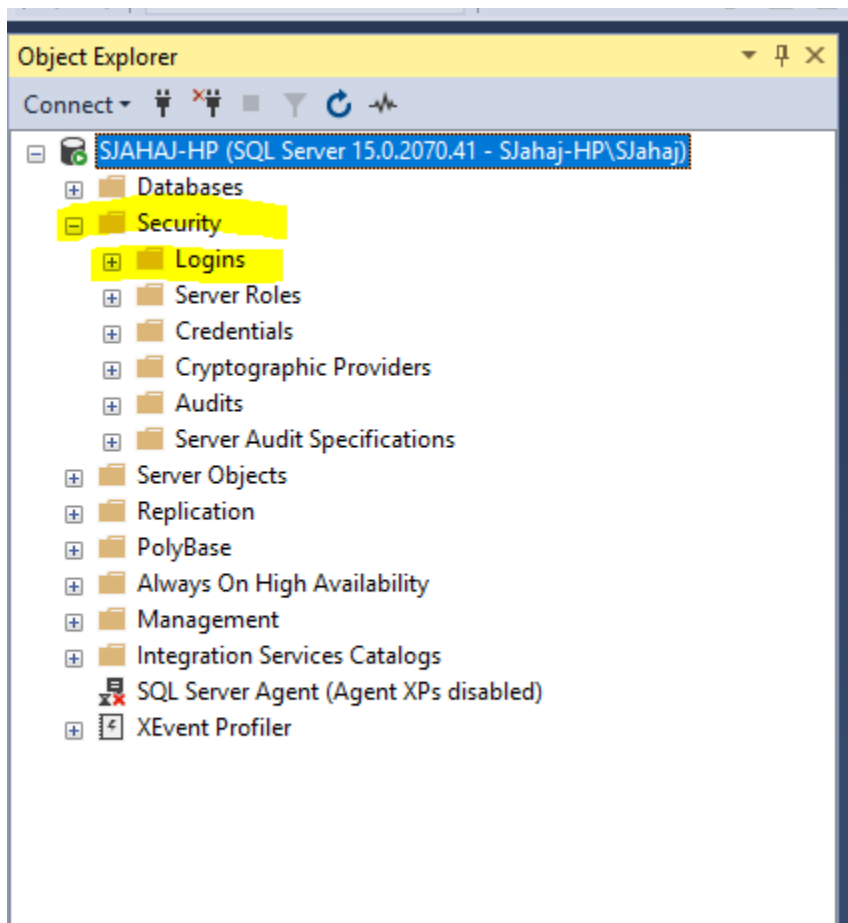 Object Explorer
Connect
SJAHAJ-HP (SQL Server 15.0.2070.41 - SJahaj-HP\SJahaj)
Databases
Security
Logins
Server Roles
Credentials
Cryptographic Providers
Audits
Server Audit Specifications
Server Objects
Replication
PolyBase
Always On High Availability
Management
Integration Services Catalogs
SQL Server Agent (Agent XPs disabled)
XEvent Profiler